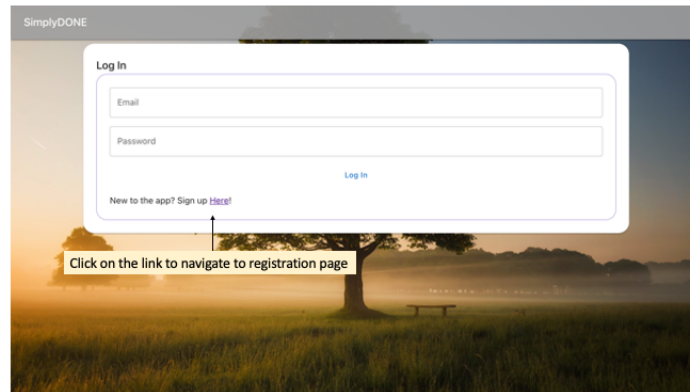 SimplyDONE
Log In
Email
Password
Log In
New to the app? Sign up Here!
Click on the link to navigate to registration page